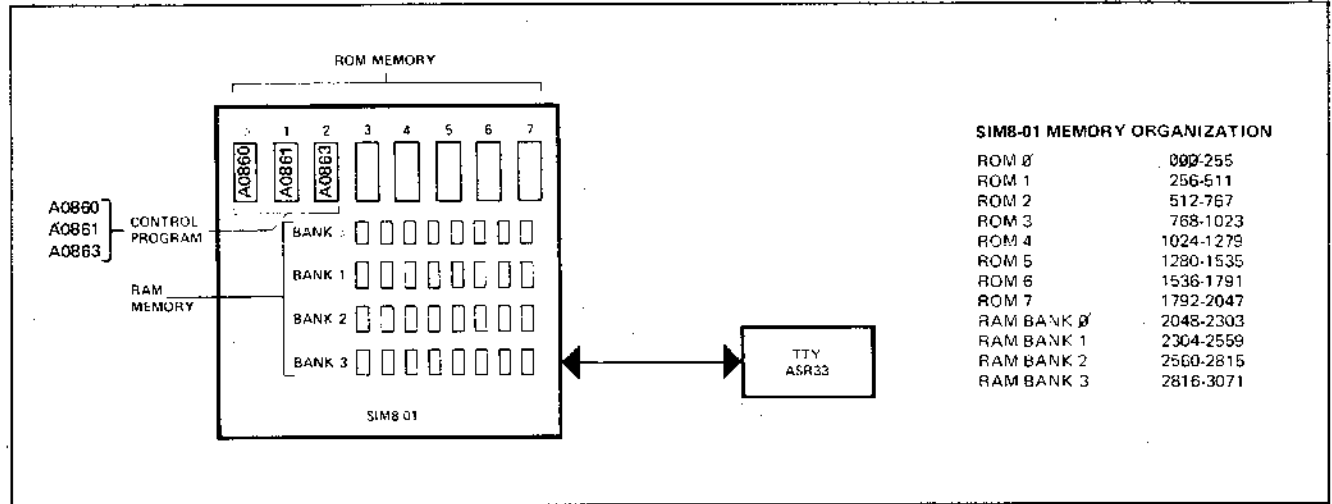 ROM MEMORY
1 2 3 4 5 6 7
A0860 A0861 A0863
A0860
A0861
A0863
CONTROL
PROGRAM
RAM
MEMORY
BANK
BANK 1
BANK 2
BANK 3
SIM8-01
TTY
ASR33
SIM8-01 MEMORY ORGANIZATION
ROM Ø 000-255
ROM 1 256-511
ROM 2 512-767
ROM 3 768-1023
ROM 4 1024-1279
ROM 5 1280-1535
ROM 6 1536-1791
ROM 7 1792-2047
RAM BANK Ø 2048-2303
RAM BANK 1 2304-2559
RAM BANK 2 2560-2815
RAM BANK 3 2816-3071